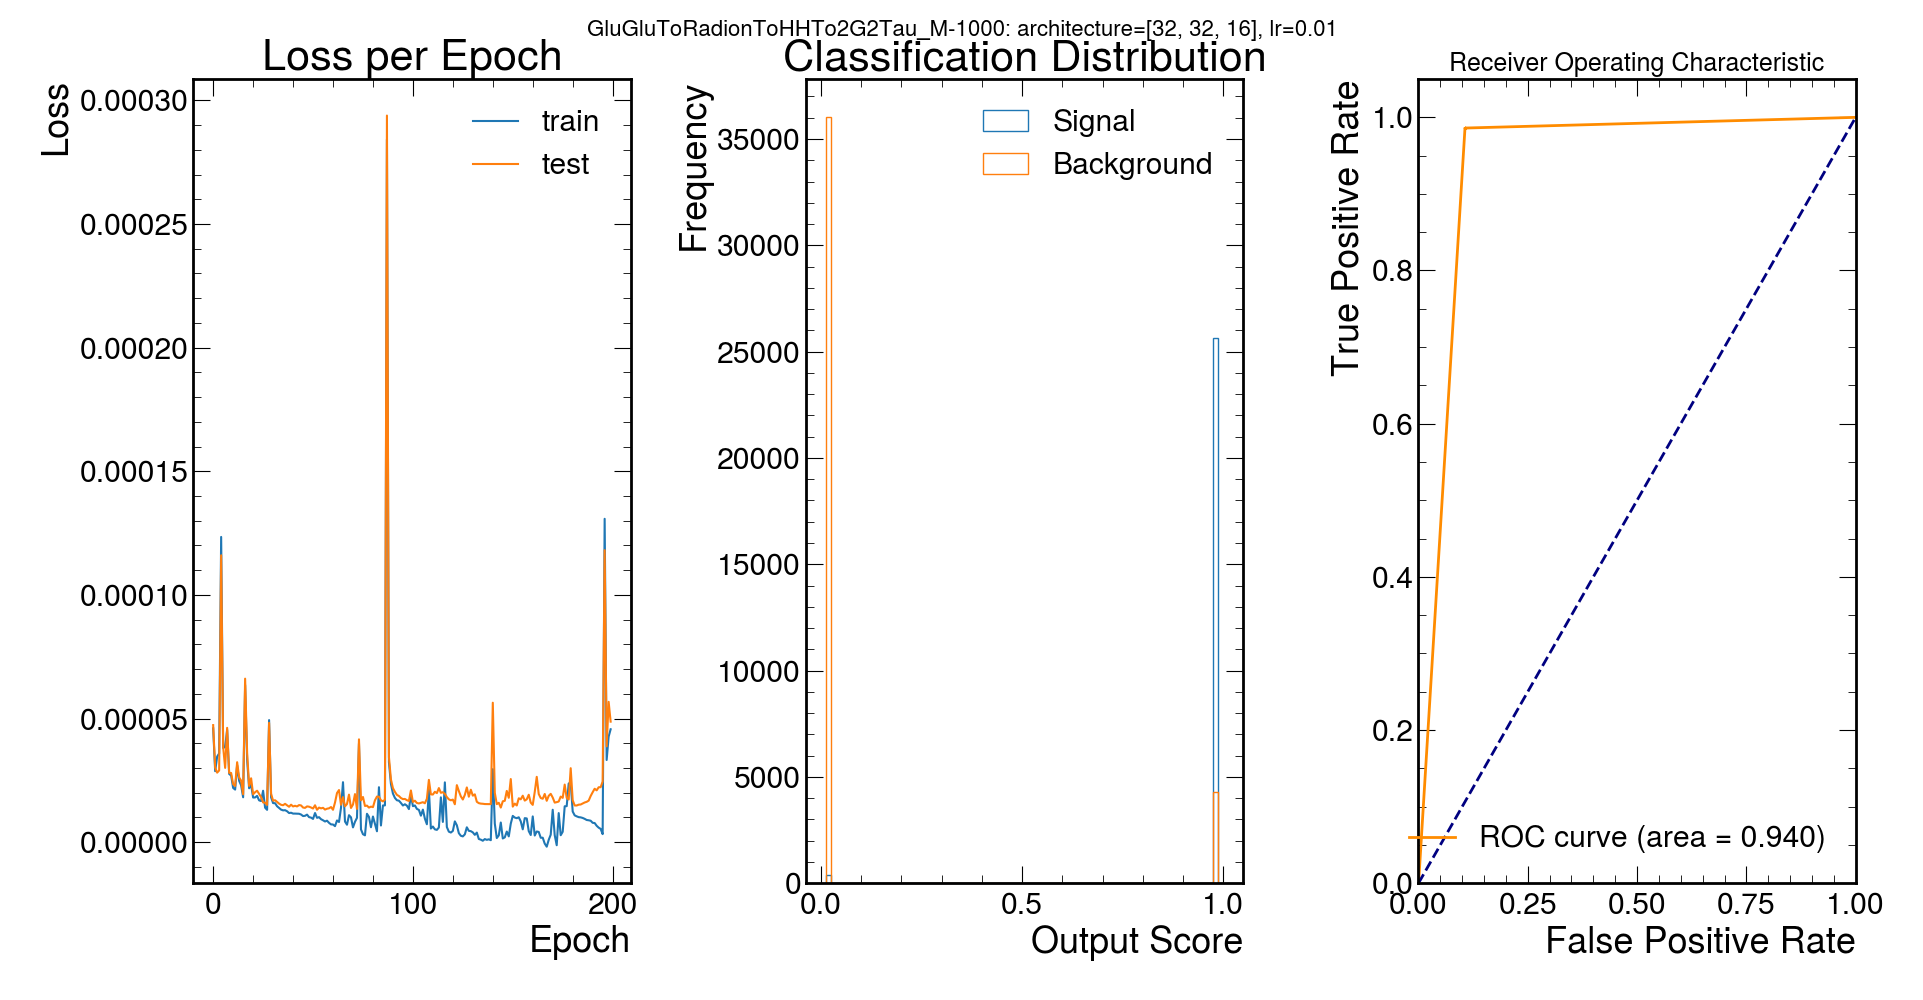 GluGluToRadionToHHTo2G2Tau_M-1000: architecture=[32, 32, 16], lr=0.01
Loss per Epoch
Loss
0.00030
0.00025
0.00020
0.00015
0.00010
0.00005
0.00000
train
test
0 100 200
Epoch
Classification Distribution
Frequency
35000
30000
25000
20000
15000
10000
5000
0
Signal
Background
0.0 0.5 1.0
Output Score
Receiver Operating Characteristic
True Positive Rate
1.0
0.8
0.6
0.4
0.2
0.0
ROC curve (area = 0.940)
0.00 0.25 0.50 0.75 1.00
False Positive Rate